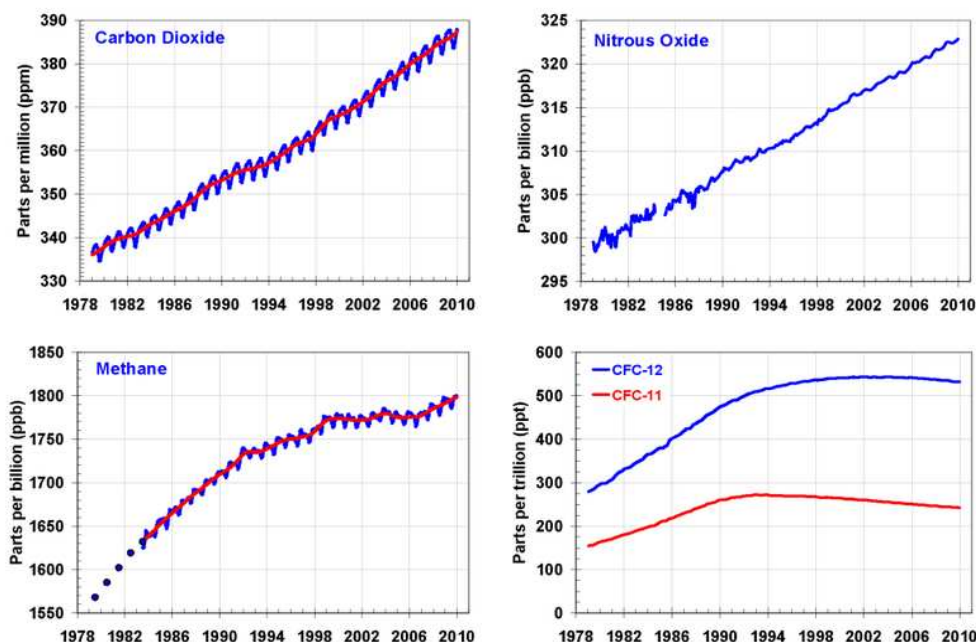 Carbon Dioxide
Parts per million (ppm)
390
380
370
360
350
340
330
1978 1982 1986 1990 1994 1998 2002 2006 2010
Nitrous Oxide
Parts per billion (ppb)
325
320
315
310
305
300
295
1978 1982 1986 1990 1994 1998 2002 2006 2010
Methane
Parts per billion (ppb)
1850
1800
1750
1700
1650
1600
1550
1978 1982 1986 1990 1994 1998 2002 2006 2010
CFC-12
CFC-11
Parts per trillion (ppt)
600
500
400
300
200
100
0
1978 1982 1986 1990 1994 1998 2002 2006 2010